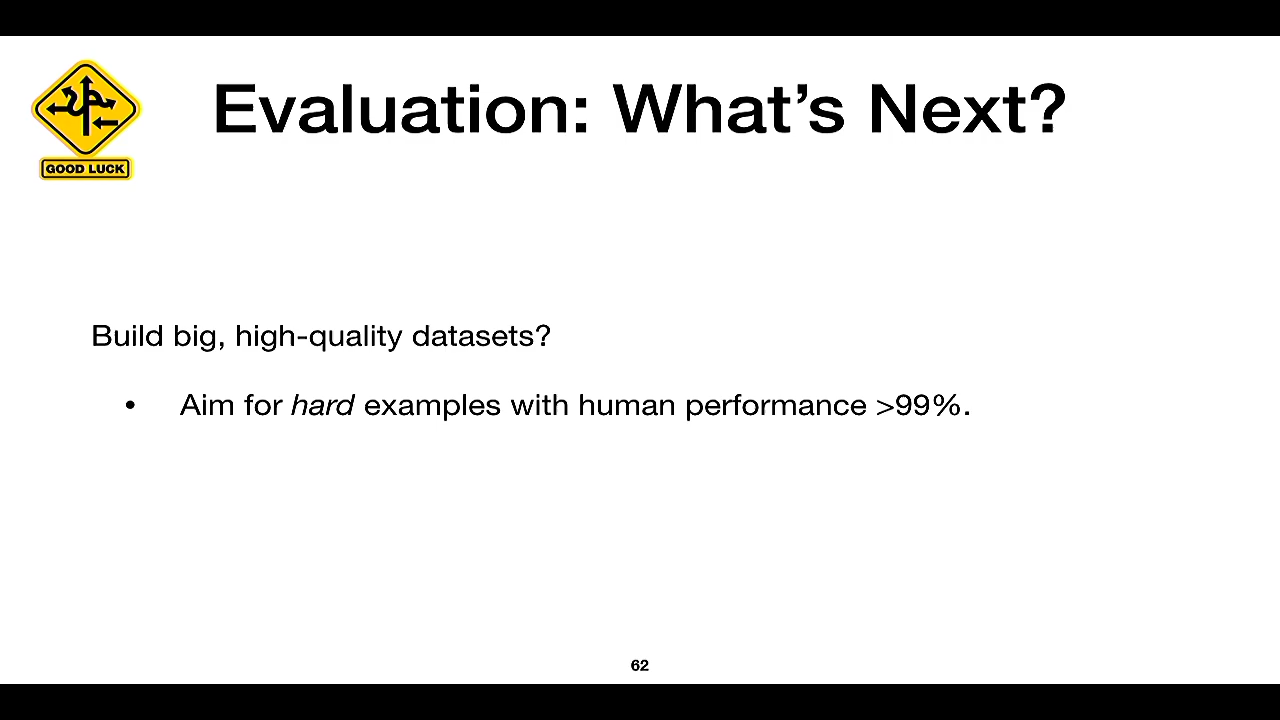 Evaluation: What’s Next?
GOOD LUCK
Build big, high-quality datasets?
• Aim for hard examples with human performance >99%.
62